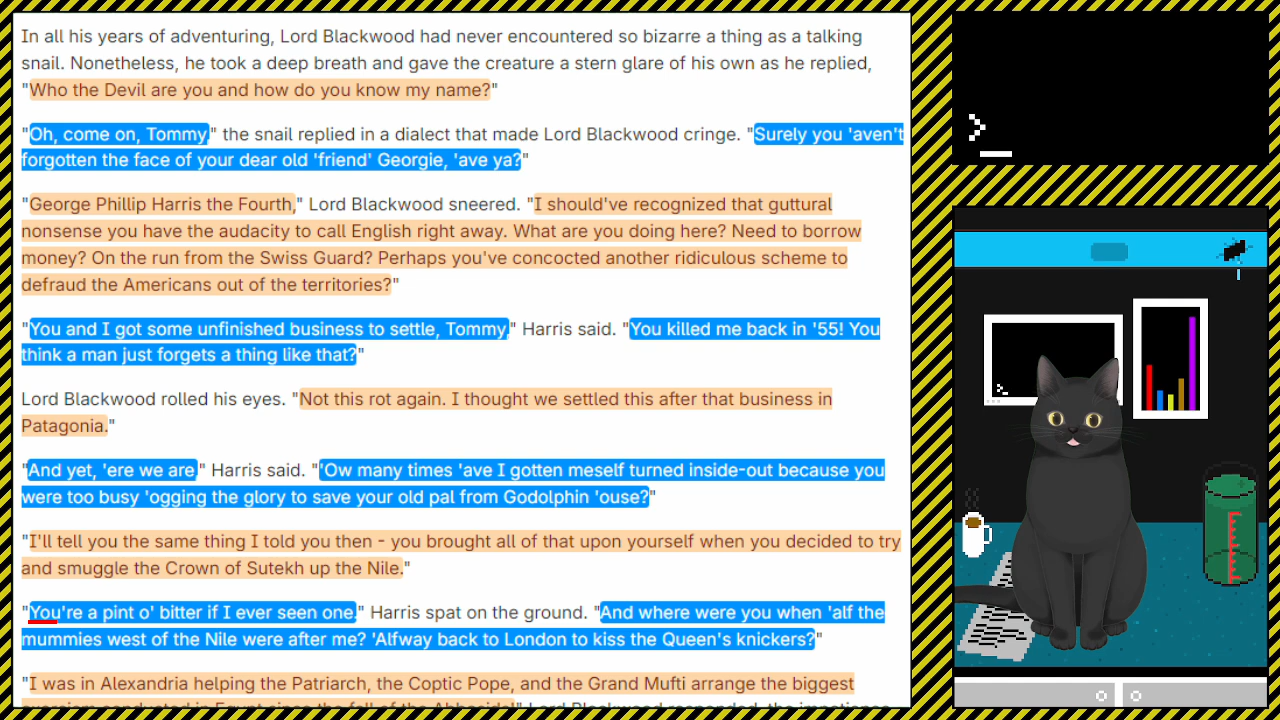 In all his years of adventuring, Lord Blackwood had never encountered so bizarre a thing as a talking
snail. Nonetheless, he took a deep breath and gave the creature a stern glare of his own as he replied,
"Who the Devil are you and how do you know my name?"
"Oh, come on, Tommy," the snail replied in a dialect that made Lord Blackwood cringe. "Surely you 'aven't
forgotten the face of your dear old 'friend' Georgie, 'ave ya?"
"George Phillip Harris the Fourth," Lord Blackwood sneered. "I should've recognized that guttural
nonsense you have the audacity to call English right away. What are you doing here? Need to borrow
money? On the run from the Swiss Guard? Perhaps you've concocted another ridiculous scheme to
defraud the Americans out of the territories?"
"You and I got some unfinished business to settle, Tommy," Harris said. "You killed me back in '55! You
think a man just forgets a thing like that?"
Lord Blackwood rolled his eyes. "Not this rot again. I thought we settled this after that business in
Patagonia."
"And yet, 'ere we are," Harris said. "'Ow many times 'ave I gotten meself turned inside-out because you
were too busy 'ogging the glory to save your old pal from Godolphin 'ouse?"
"I'll tell you the same thing I told you then - you brought all of that upon yourself when you decided to try
and smuggle the Crown of Sutekh up the Nile."
"You're a pint o' bitter if I ever seen one." Harris spat on the ground. "And where were you when 'alf the
mummies west of the Nile were after me? 'Alfway back to London to kiss the Queen's knickers?"
"I was in Alexandria helping the Patriarch, the Coptic Pope, and the Grand Mufti arrange the biggest